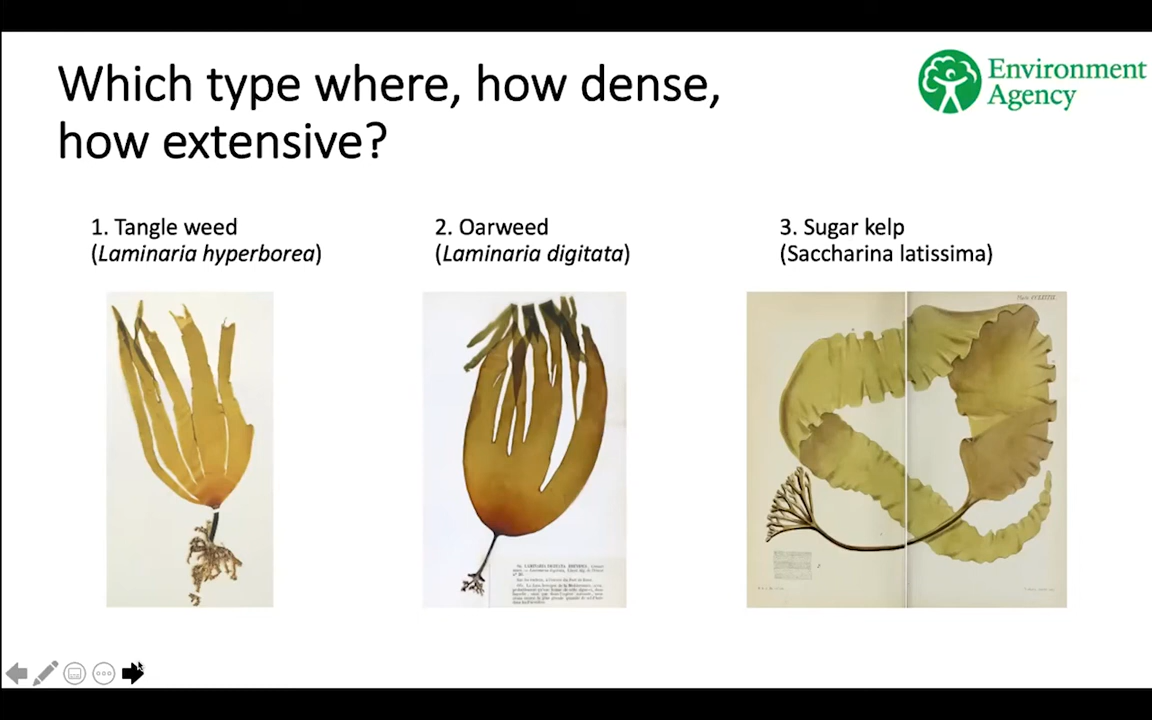 Which type where, how dense,
how extensive?
Environment
Agency
1. Tangle weed
(Laminaria hyperborea)
2. Oarweed
(Laminaria digitata)
3. Sugar kelp
(Saccharina latissima)